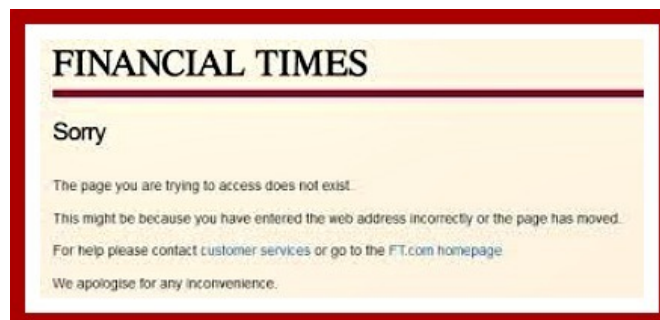 FINANCIAL TIMES
Sorry
The page you are trying to access does not exist.
This might be because you have entered the web address incorrectly or the page has moved.
For help please contact customer services or go to the FT.com homepage
We apologise for any inconvenience.